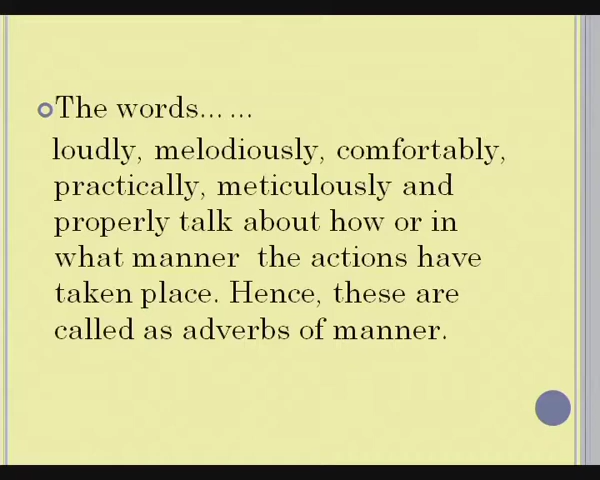 The words... ...
loudly, melodiously, comfortably,
practically, meticulously and
properly talk about how or in
what manner the actions have
taken place. Hence, these are
called as adverbs of manner.